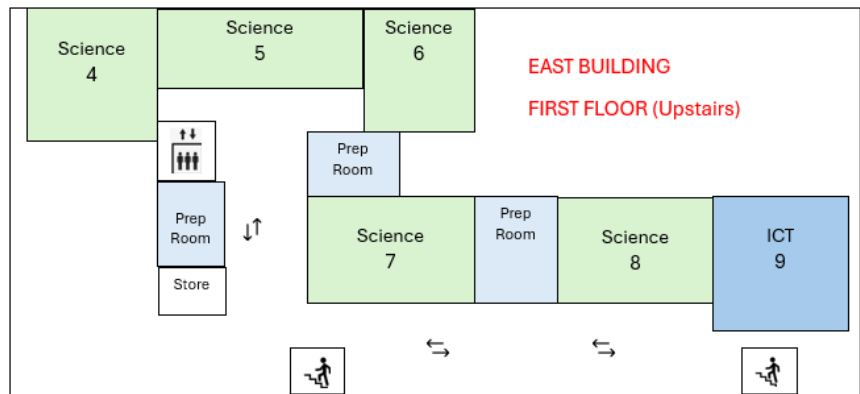 Science
4
Science
5
Science
6
EAST BUILDING
FIRST FLOOR (Upstairs)
Prep
Room
Prep
Room
Store
Science
7
Prep
Room
Science
8
ICT
9